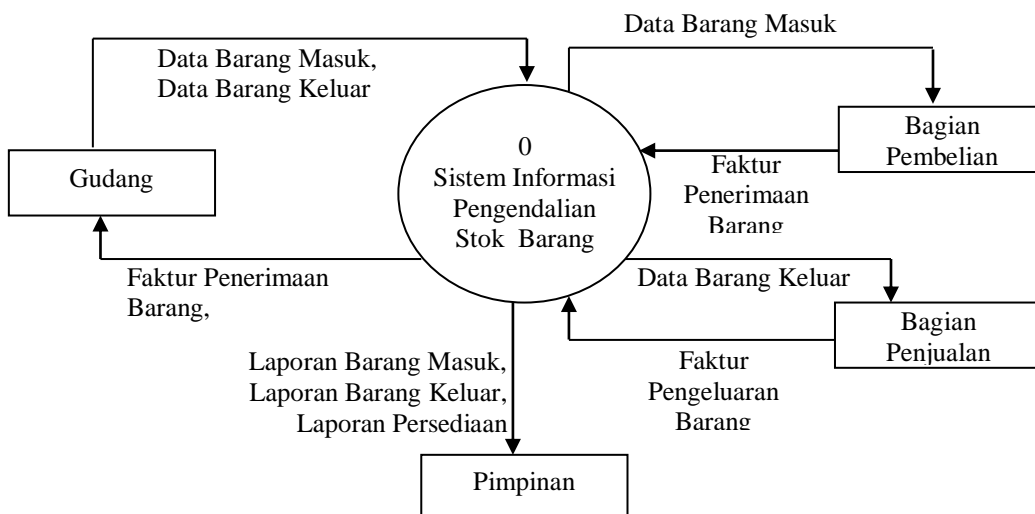 Data Barang Masuk
Data Barang Masuk,
Data Barang Keluar
Bagian
Pembelian
0
Sistem Informasi
Pengendalian
Stok Barang
Gudang
Faktur
Penerimaan
Barang
Faktur Penerimaan
Barang,
Data Barang Keluar
Bagian
Penjualan
Laporan Barang Masuk,
Laporan Barang Keluar,
Laporan Persediaan
Faktur
Pengeluaran
Barang
Pimpinan